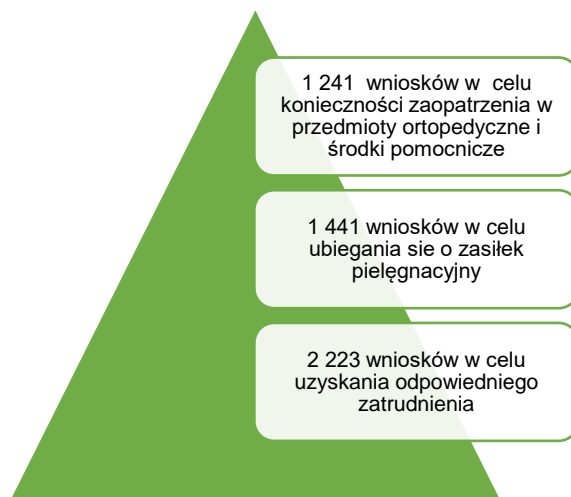 1 241 wniosków w celu
konieczności zaopatrzenia w
przedmioty ortopedyczne i
środki pomocnicze
1 441 wniosków w celu
ubiegania sie o zasiłek
pielęgnacyjny
2 223 wniosków w celu
uzyskania odpowiedniego
zatrudnienia